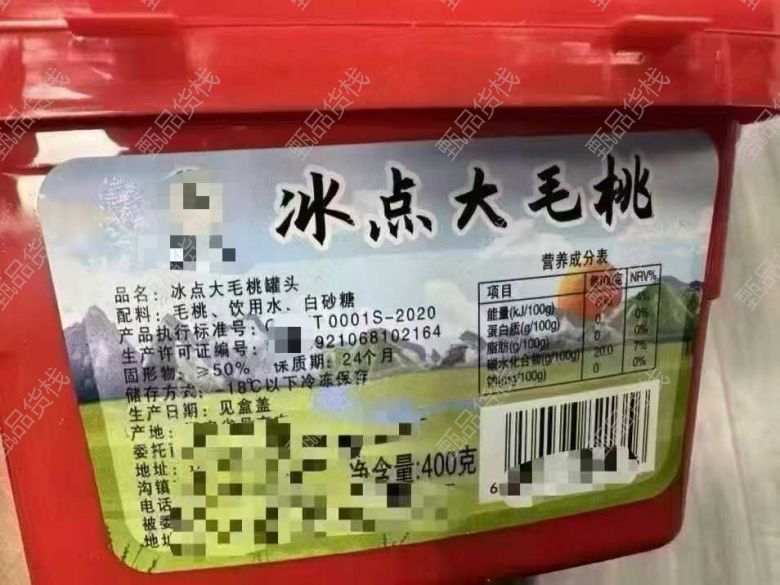 冰点大毛桃
品名：冰点大毛桃罐头
配料：毛桃、饮用水、白砂糖
产品执行标准号： T0001S-2020
生产许可证编号： 921068102164
固形物：≥50% 保质期：24个月
储存方式：-18℃以下冷冻保存
生产日期：见盒盖
产地：
委托
地址：
沟镇
电话
被委
地址
净含量:400克
营养成分表
项目 NRV%
能量(kJ/100g)
蛋白质(g/100g) 0%
脂肪(g/100g) 0 0%
碳水化合物(g/100g) 20.0 7%
钠(mg/100g) 0 0%
6
甄品货栈